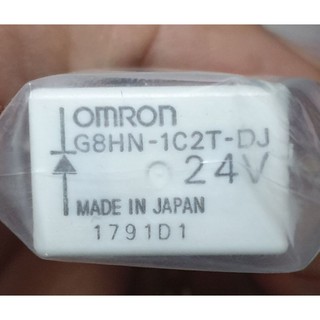 OMRON
G8HN-1C2T-DJ
24V
MADE IN JAPAN
1791D1